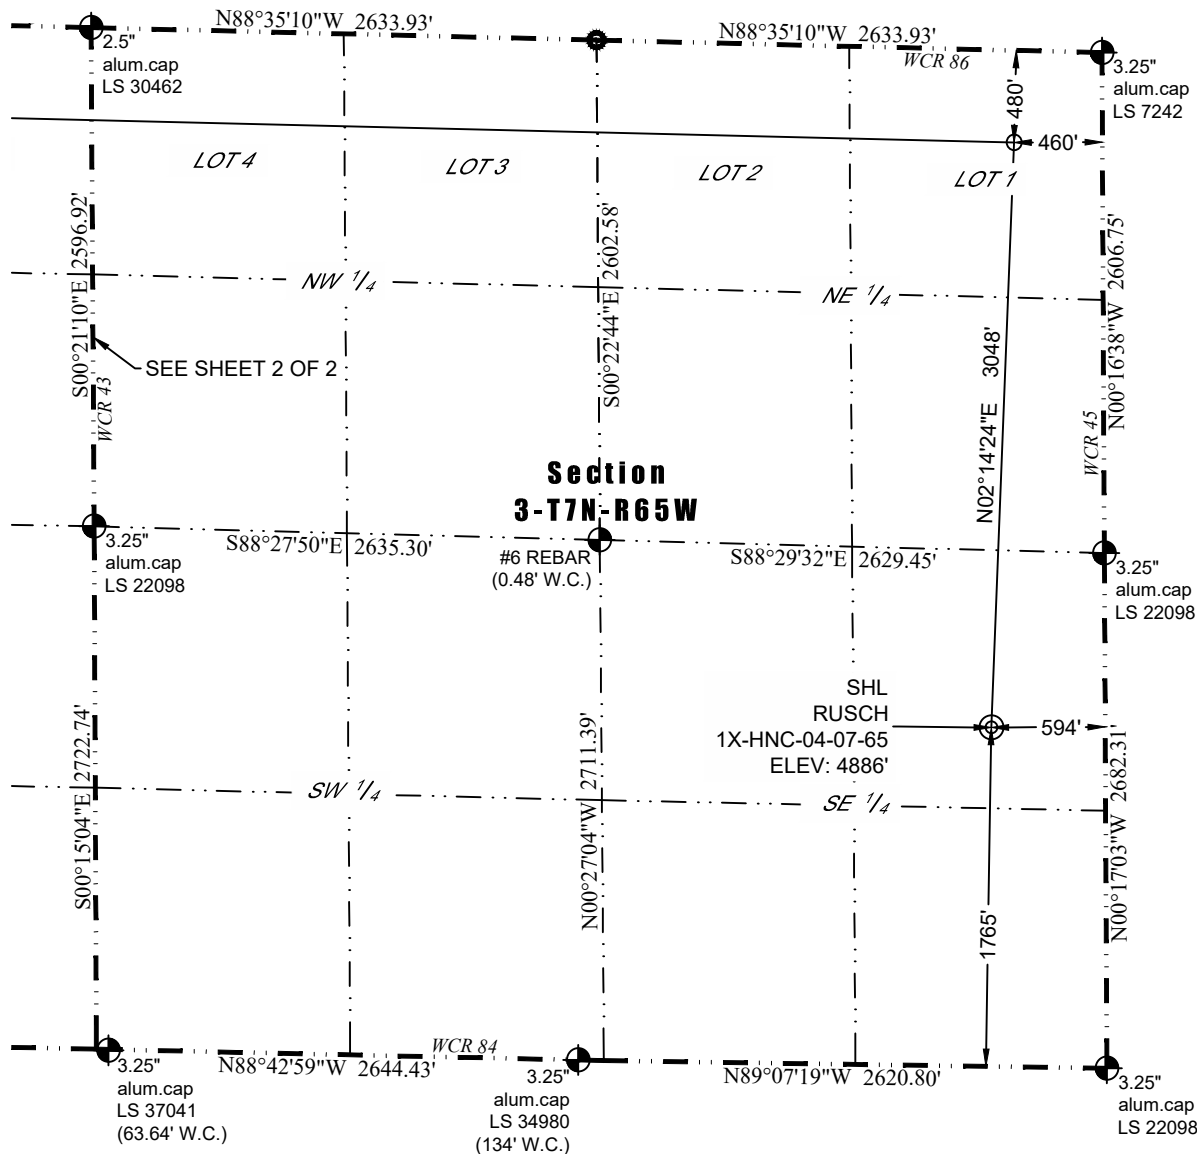 N88°35'10"W 2633.93'
N88°35'10"W 2633.93'
WCR 86
2.5"
alum.cap
LS 30462
3.25"
alum.cap
LS 7242
480'
460'
LOT 4
LOT 3
LOT 2
LOT 1
S00°21'10"E 2596.92'
S00°22'44"E 2602.58'
N00°16'38"W 2606.75'
NW 1/4
NE 1/4
SEE SHEET 2 OF 2
WCR 43
N02°14'24"E 3048'
WCR 45
Section
3-T7N-R65W
3.25"
alum.cap
LS 22098
S88°27'50"E 2635.30'
#6 REBAR
(0.48' W.C.)
S88°29'32"E 2629.45'
3.25"
alum.cap
LS 22098
SHL
RUSCH
1X-HNC-04-07-65
ELEV: 4886'
594'
S00°15'04"E 2722.74'
N00°27'04"W 2711.39'
N00°17'03"W 2682.31'
SW 1/4
SE 1/4
1765'
WCR 84
N88°42'59"W 2644.43'
N89°07'19"W 2620.80'
3.25"
alum.cap
LS 37041
(63.64' W.C.)
3.25"
alum.cap
LS 34980
(134' W.C.)
3.25"
alum.cap
LS 22098